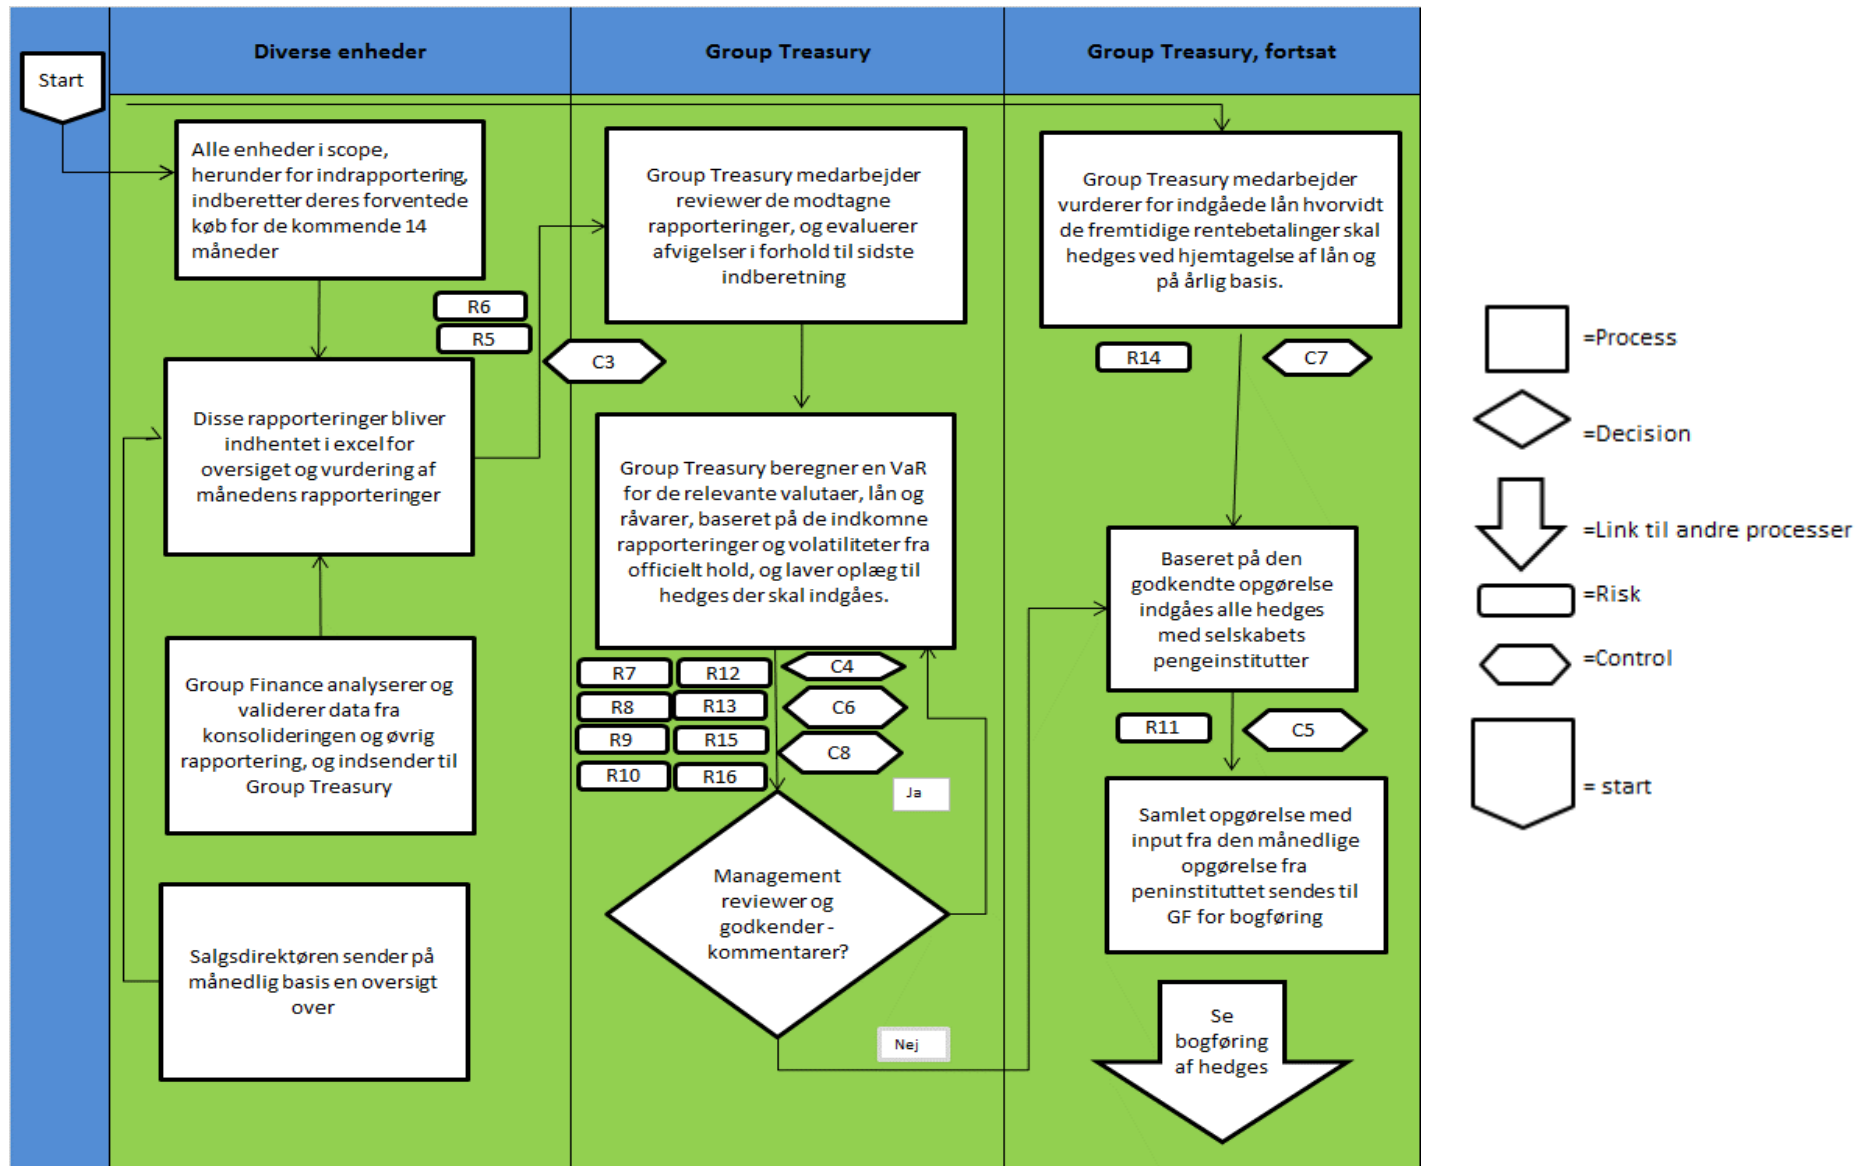 Diverse enheder
Group Treasury
Group Treasury, fortsat
Start
Alle enheder i scope,
herunder for indrapportering,
indberetter deres forventede
køb for de kommende 14
måneder
R6
R5
Disse rapporteringer bliver
indhentet i excel for
oversiget og vurdering af
månedens rapporteringer
Group Finance analyserer og
validerer data fra
konsolideringen og øvrig
rapportering, og indsender til
Group Treasury
Salgsdirektøren sender på
månedlig basis en oversigt
over
Group Treasury medarbejder
reviewer de modtagne
rapporteringer, og evaluerer
afvigelser i forhold til sidste
indberetning
C3
Group Treasury beregner en VaR
for de relevante valutaer, lån og
råvarer, baseret på de indkomne
rapporteringer og volatiliteter fra
officielt hold, og laver oplæg til
hedges der skal indgåes.
R7
R12
C4
R8
R13
C6
R9
R15
C8
R10
R16
Ja
Management
reviewer og
godkender -
kommentarer?
Nej
Group Treasury medarbejder
vurderer for indgåede lån hvorvidt
de fremtidige rentebetalinger skal
hedges ved hjemtagelse af lån og
på årlig basis.
R14
C7
Baseret på den
godkendte opgørelse
indgåes alle hedges
med selskabets
pengeinstitutter
R11
C5
Samlet opgørelse med
input fra den månedlige
opgørelse fra
peninstituttet sendes til
GF for bogføring
Se
bogføring
af hedges
=Process
=Decision
=Link til andre processer
=Risk
=Control
= start